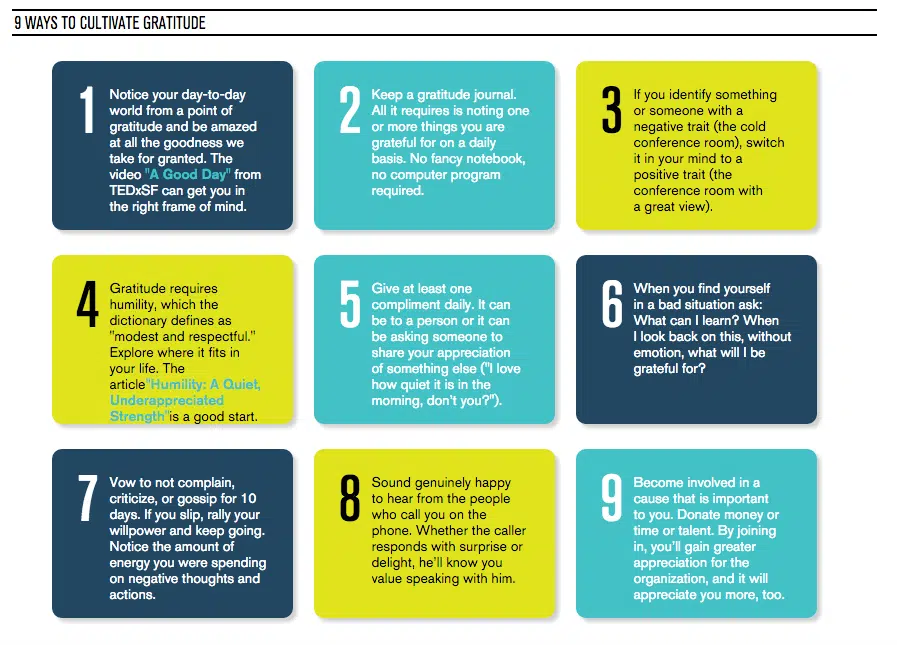 9 WAYS TO CULTIVATE GRATITUDE
1
Notice your day-to-day
world from a point of
gratitude and be amazed
at all the goodness we
take for granted. The
video "A Good Day" from
TEDxSF can get you in
the right frame of mind.
2
Keep a gratitude journal.
All it requires is noting one
or more things you are
grateful for on a daily
basis. No fancy notebook,
no computer program
required.
3
If you identify something
or someone with a
negative trait (the cold
conference room), switch
it in your mind to a
positive trait (the
conference room with
a great view).
4
Gratitude requires
humility, which the
dictionary defines as
"modest and respectful."
Explore where it fits in
your life. The
article"Humility: A Quiet,
Underappreciated
Strength"is a good start.
5
Give at least one
compliment daily. It can
be to a person or it can
be asking someone to
share your appreciation
of something else ("I love
how quiet it is in the
morning, don't you?").
6
When you find yourself
in a bad situation ask:
What can I learn? When
I look back on this, without
emotion, what will I be
grateful for?
7
Vow to not complain,
criticize, or gossip for 10
days. If you slip, rally your
willpower and keep going.
Notice the amount of
energy you were spending
on negative thoughts and
actions.
8
Sound genuinely happy
to hear from the people
who call you on the
phone. Whether the caller
responds with surprise or
delight, he'll know you
value speaking with him.
9
Become involved in a
cause that is important
to you. Donate money or
time or talent. By joining
in, you'll gain greater
appreciation for the
organization, and it will
appreciate you more, too.